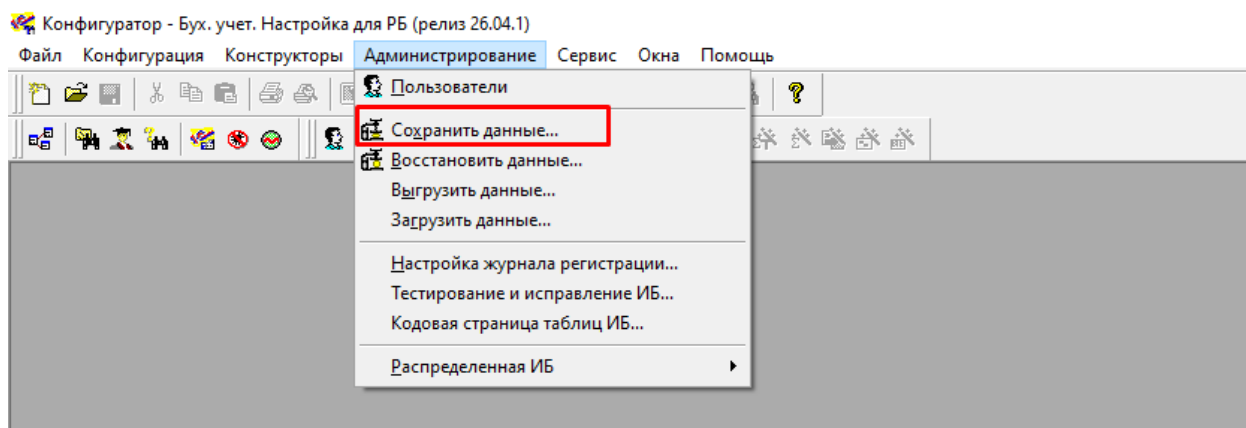 Конфигуратор - Бух. учет. Настройка для РБ (релиз 26.04.1)
Файл Конфигурация Конструкторы Администрирование Сервис Окна Помощь
Пользователи
Сохранить данные...
Восстановить данные...
Выгрузить данные...
Загрузить данные...
Настройка журнала регистрации...
Тестирование и исправление ИБ...
Кодовая страница таблиц ИБ...
Распределенная ИБ